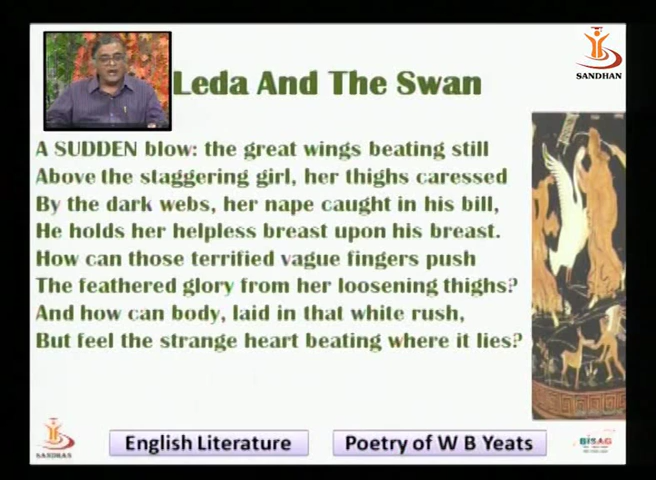 Leda And The Swan
SANDHAN
A SUDDEN blow: the great wings beating still
Above the staggering girl, her thighs caressed
By the dark webs, her nape caught in his bill,
He holds her helpless breast upon his breast.
How can those terrified vague fingers push
The feathered glory from her loosening thighs?
And how can body, laid in that white rush,
But feel the strange heart beating where it lies?
SANDHAN
English Literature
Poetry of W B Yeats
BISAG